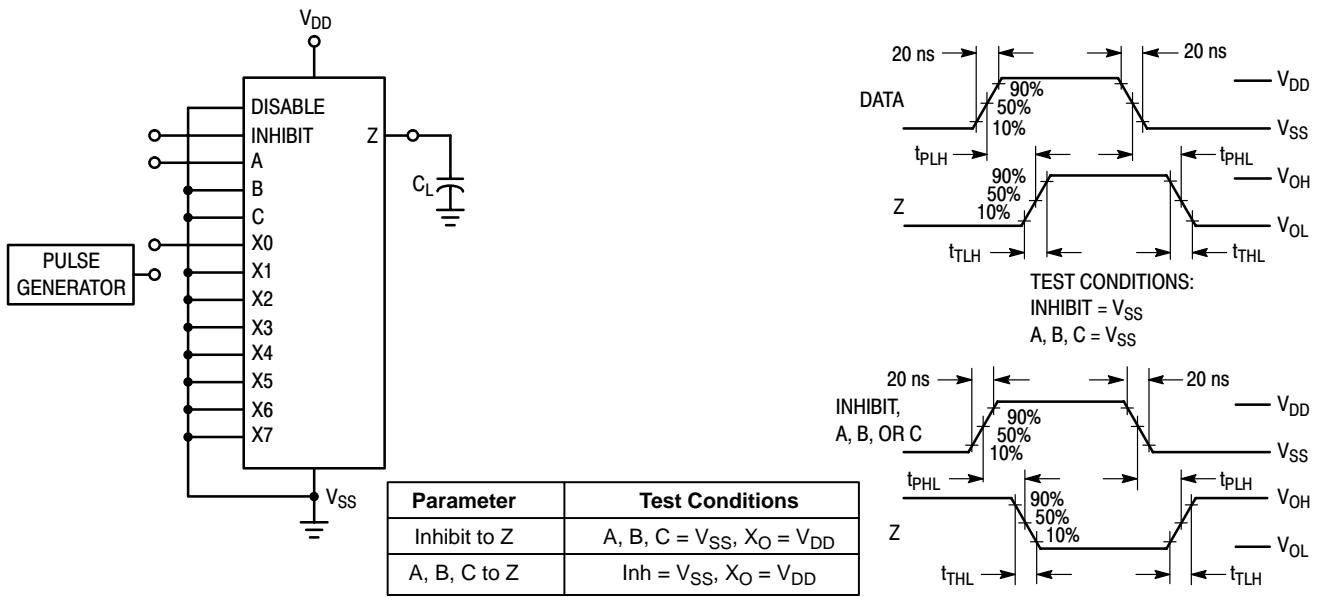 VDD
DISABLE
INHIBIT
Z
A
B
C
CL
X0
PULSE
GENERATOR
X1
X2
X3
X4
X5
X6
X7
VSS
Parameter Test Conditions
Inhibit to Z A, B, C = VSS, XO = VDD
A, B, C to Z Inh = VSS, XO = VDD
20 ns 20 ns
VDD
DATA
90%
50%
10%
VSS
tPLH tPHL
VOH
90%
50%
10%
Z
VOL
tTLH tTHL
TEST CONDITIONS:
INHIBIT = VSS
A, B, C = VSS
20 ns 20 ns
VDD
INHIBIT,
A, B, OR C
90%
50%
10%
VSS
tPHL tPLH
VOH
90%
50%
10%
Z
VOL
tTHL tTLH